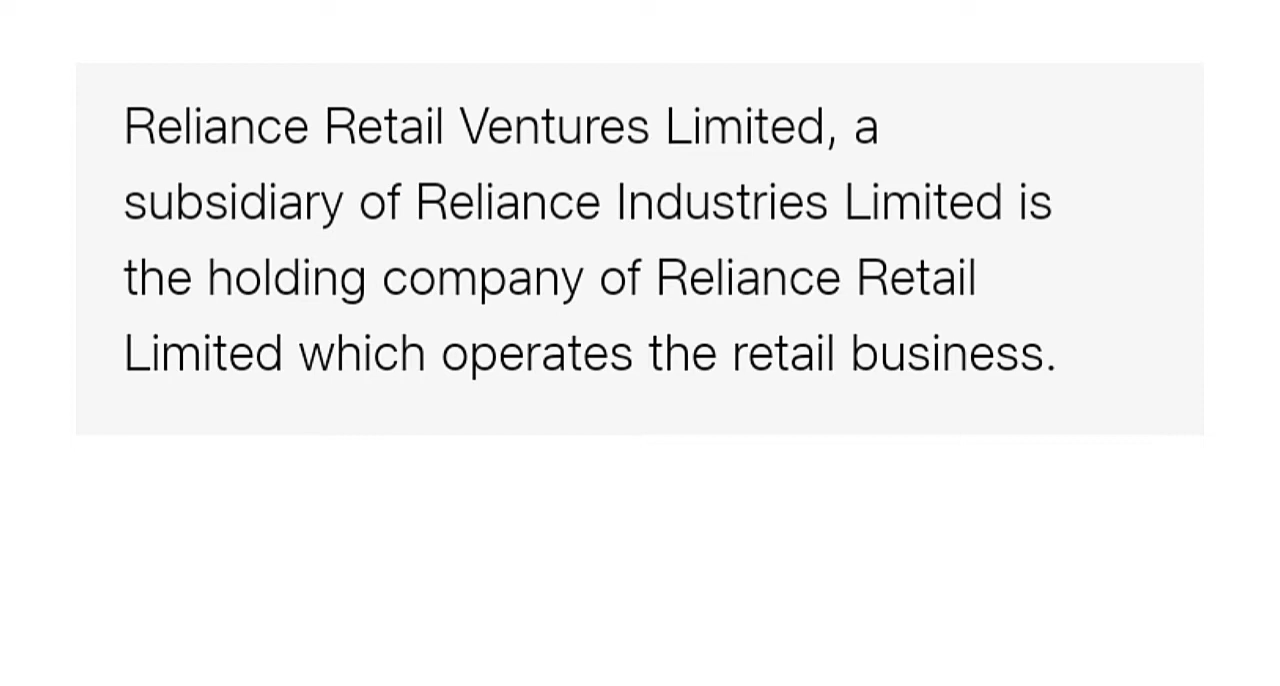 Reliance Retail Ventures Limited, a
subsidiary of Reliance Industries Limited is
the holding company of Reliance Retail
Limited which operates the retail business.